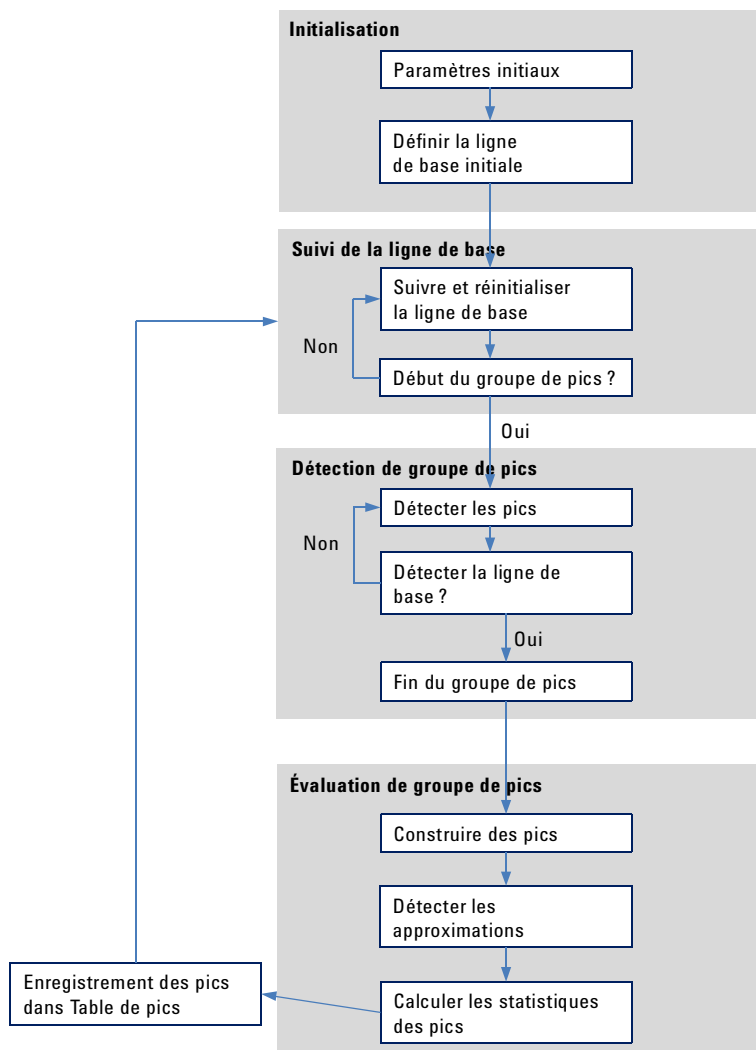 Initialisation
Paramètres initiaux
Définir la ligne
de base initiale
Suivi de la ligne de base
Suivre et réinitialiser
la ligne de base
Non
Début du groupe de pics ?
Oui
Détection de groupe de pics
Détecter les pics
Non
Détecter la ligne de
base ?
Oui
Fin du groupe de pics
Évaluation de groupe de pics
Construire des pics
Détecter les
approximations
Enregistrement des pics
dans Table de pics
Calculer les statistiques
des pics